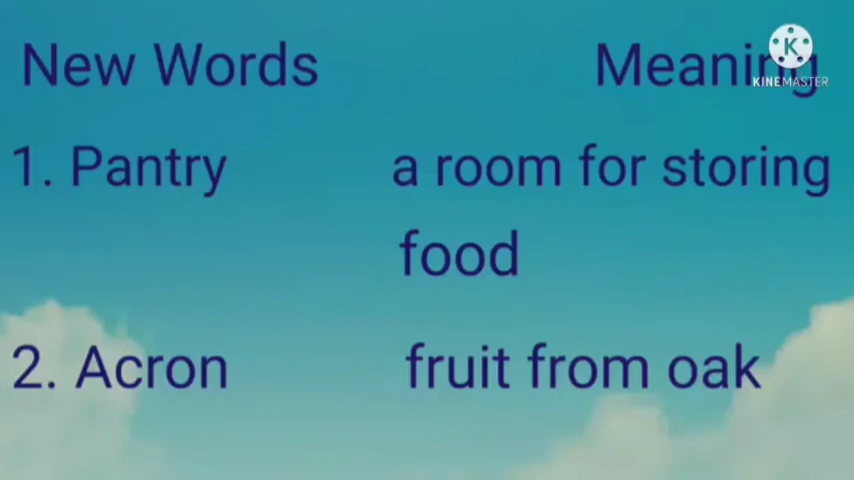 New Words Meaning
KINEMASTER
1. Pantry a room for storing
food
2. Acron fruit from oak